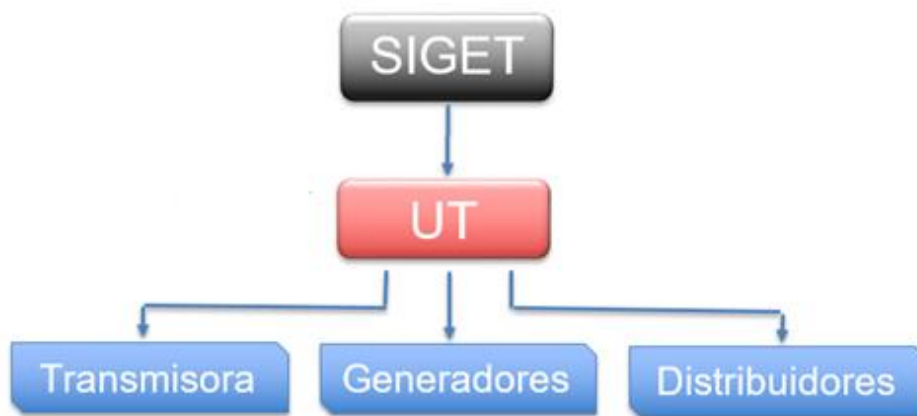 SIGET
UT
Transmisora
Generadores
Distribuidores